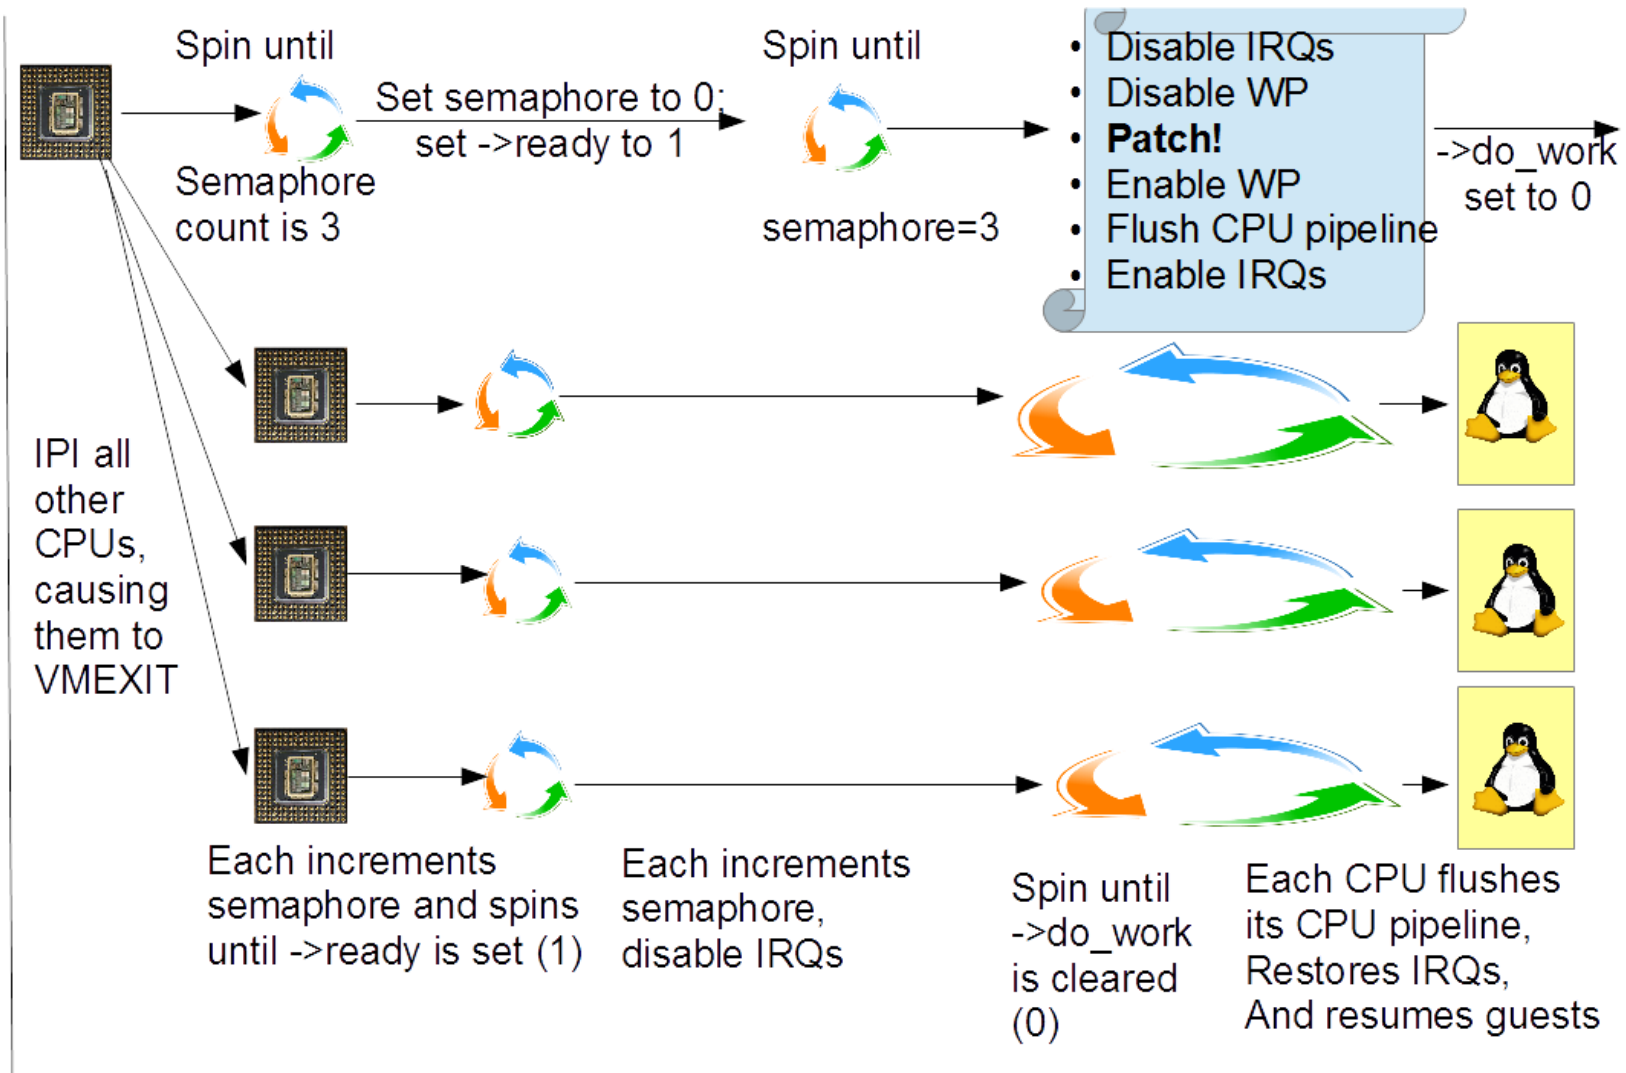 Spin until
Semaphore
count is 3
Set semaphore to 0;
set ->ready to 1
Spin until
semaphore=3
• Disable IRQs
• Disable WP
• Patch!
• Enable WP
• Flush CPU pipeline
• Enable IRQs
->do_work
set to 0
IPI all
other
CPUs,
causing
them to
VMEXIT
Each increments
semaphore and spins
until ->ready is set (1)
Each increments
semaphore,
disable IRQs
Spin until
->do_work
is cleared
(0)
Each CPU flushes
its CPU pipeline,
Restores IRQs,
And resumes guests